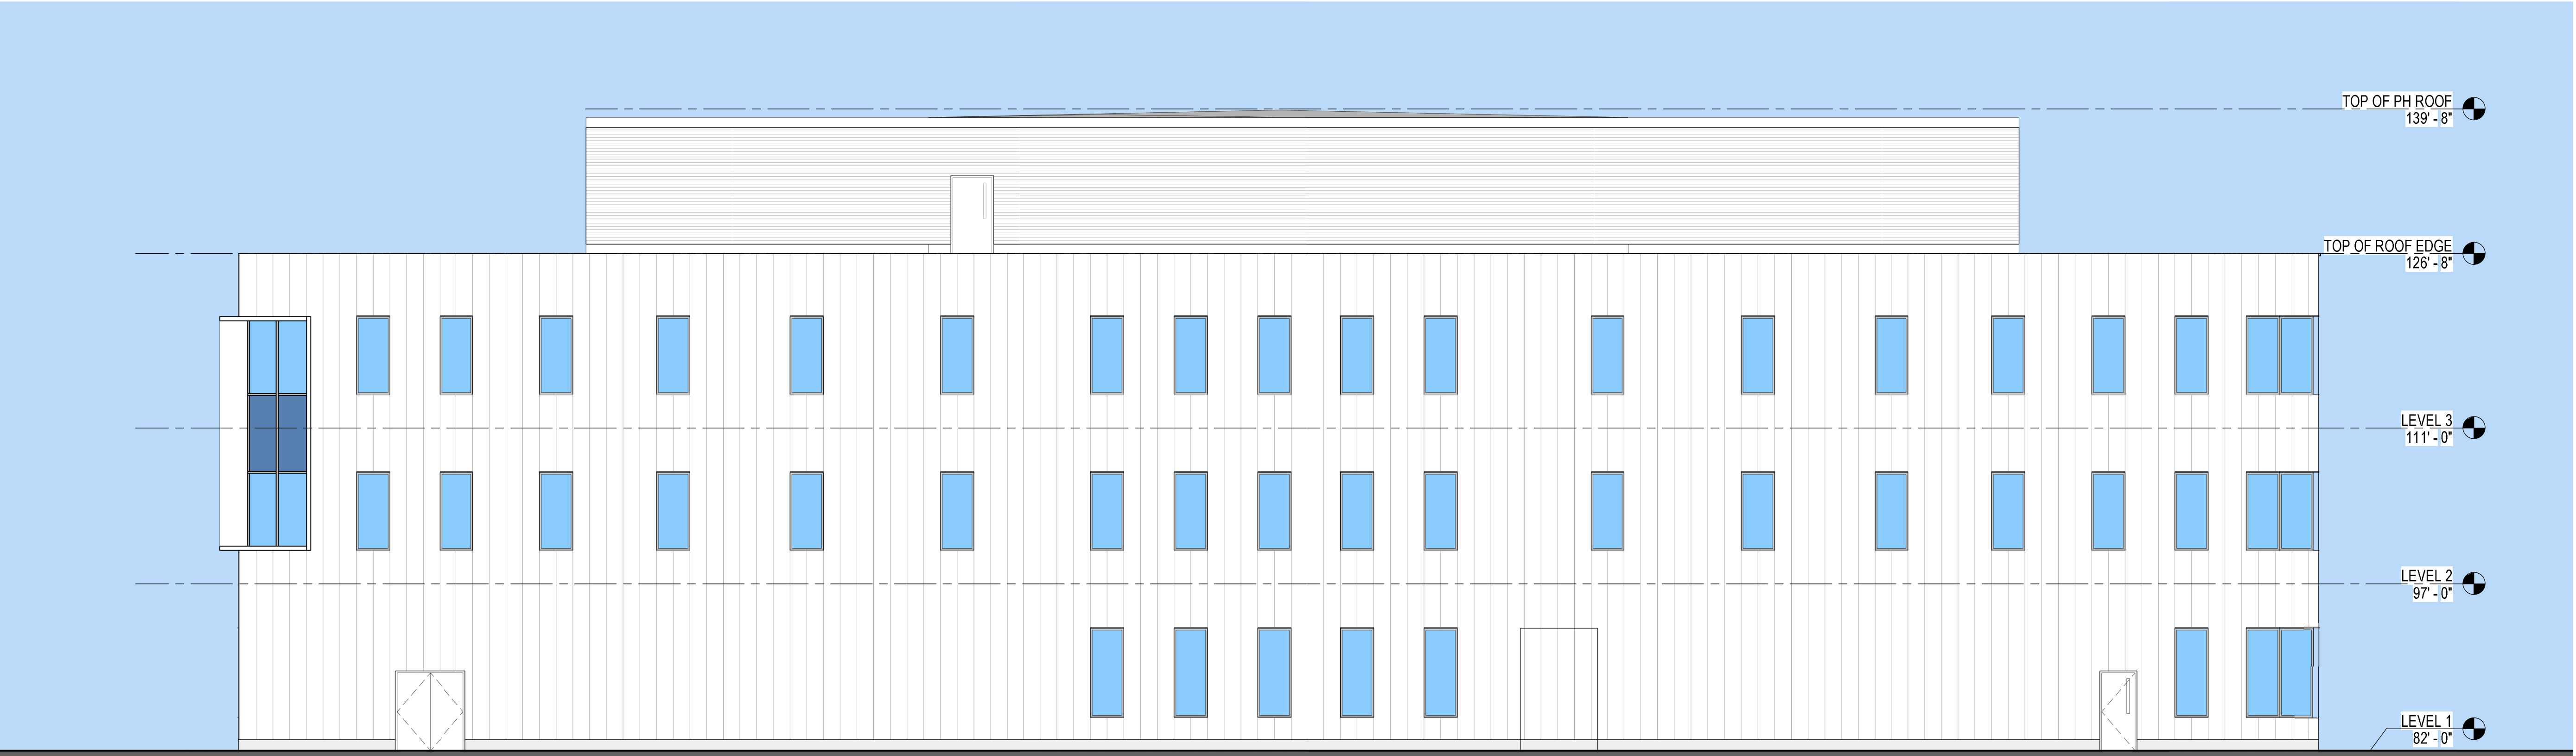 TOP OF PH ROOF
139' - 8"
TOP OF ROOF EDGE
126' - 8"
LEVEL 3
111' - 0"
LEVEL 2
97' - 0"
LEVEL 1
82' - 0"